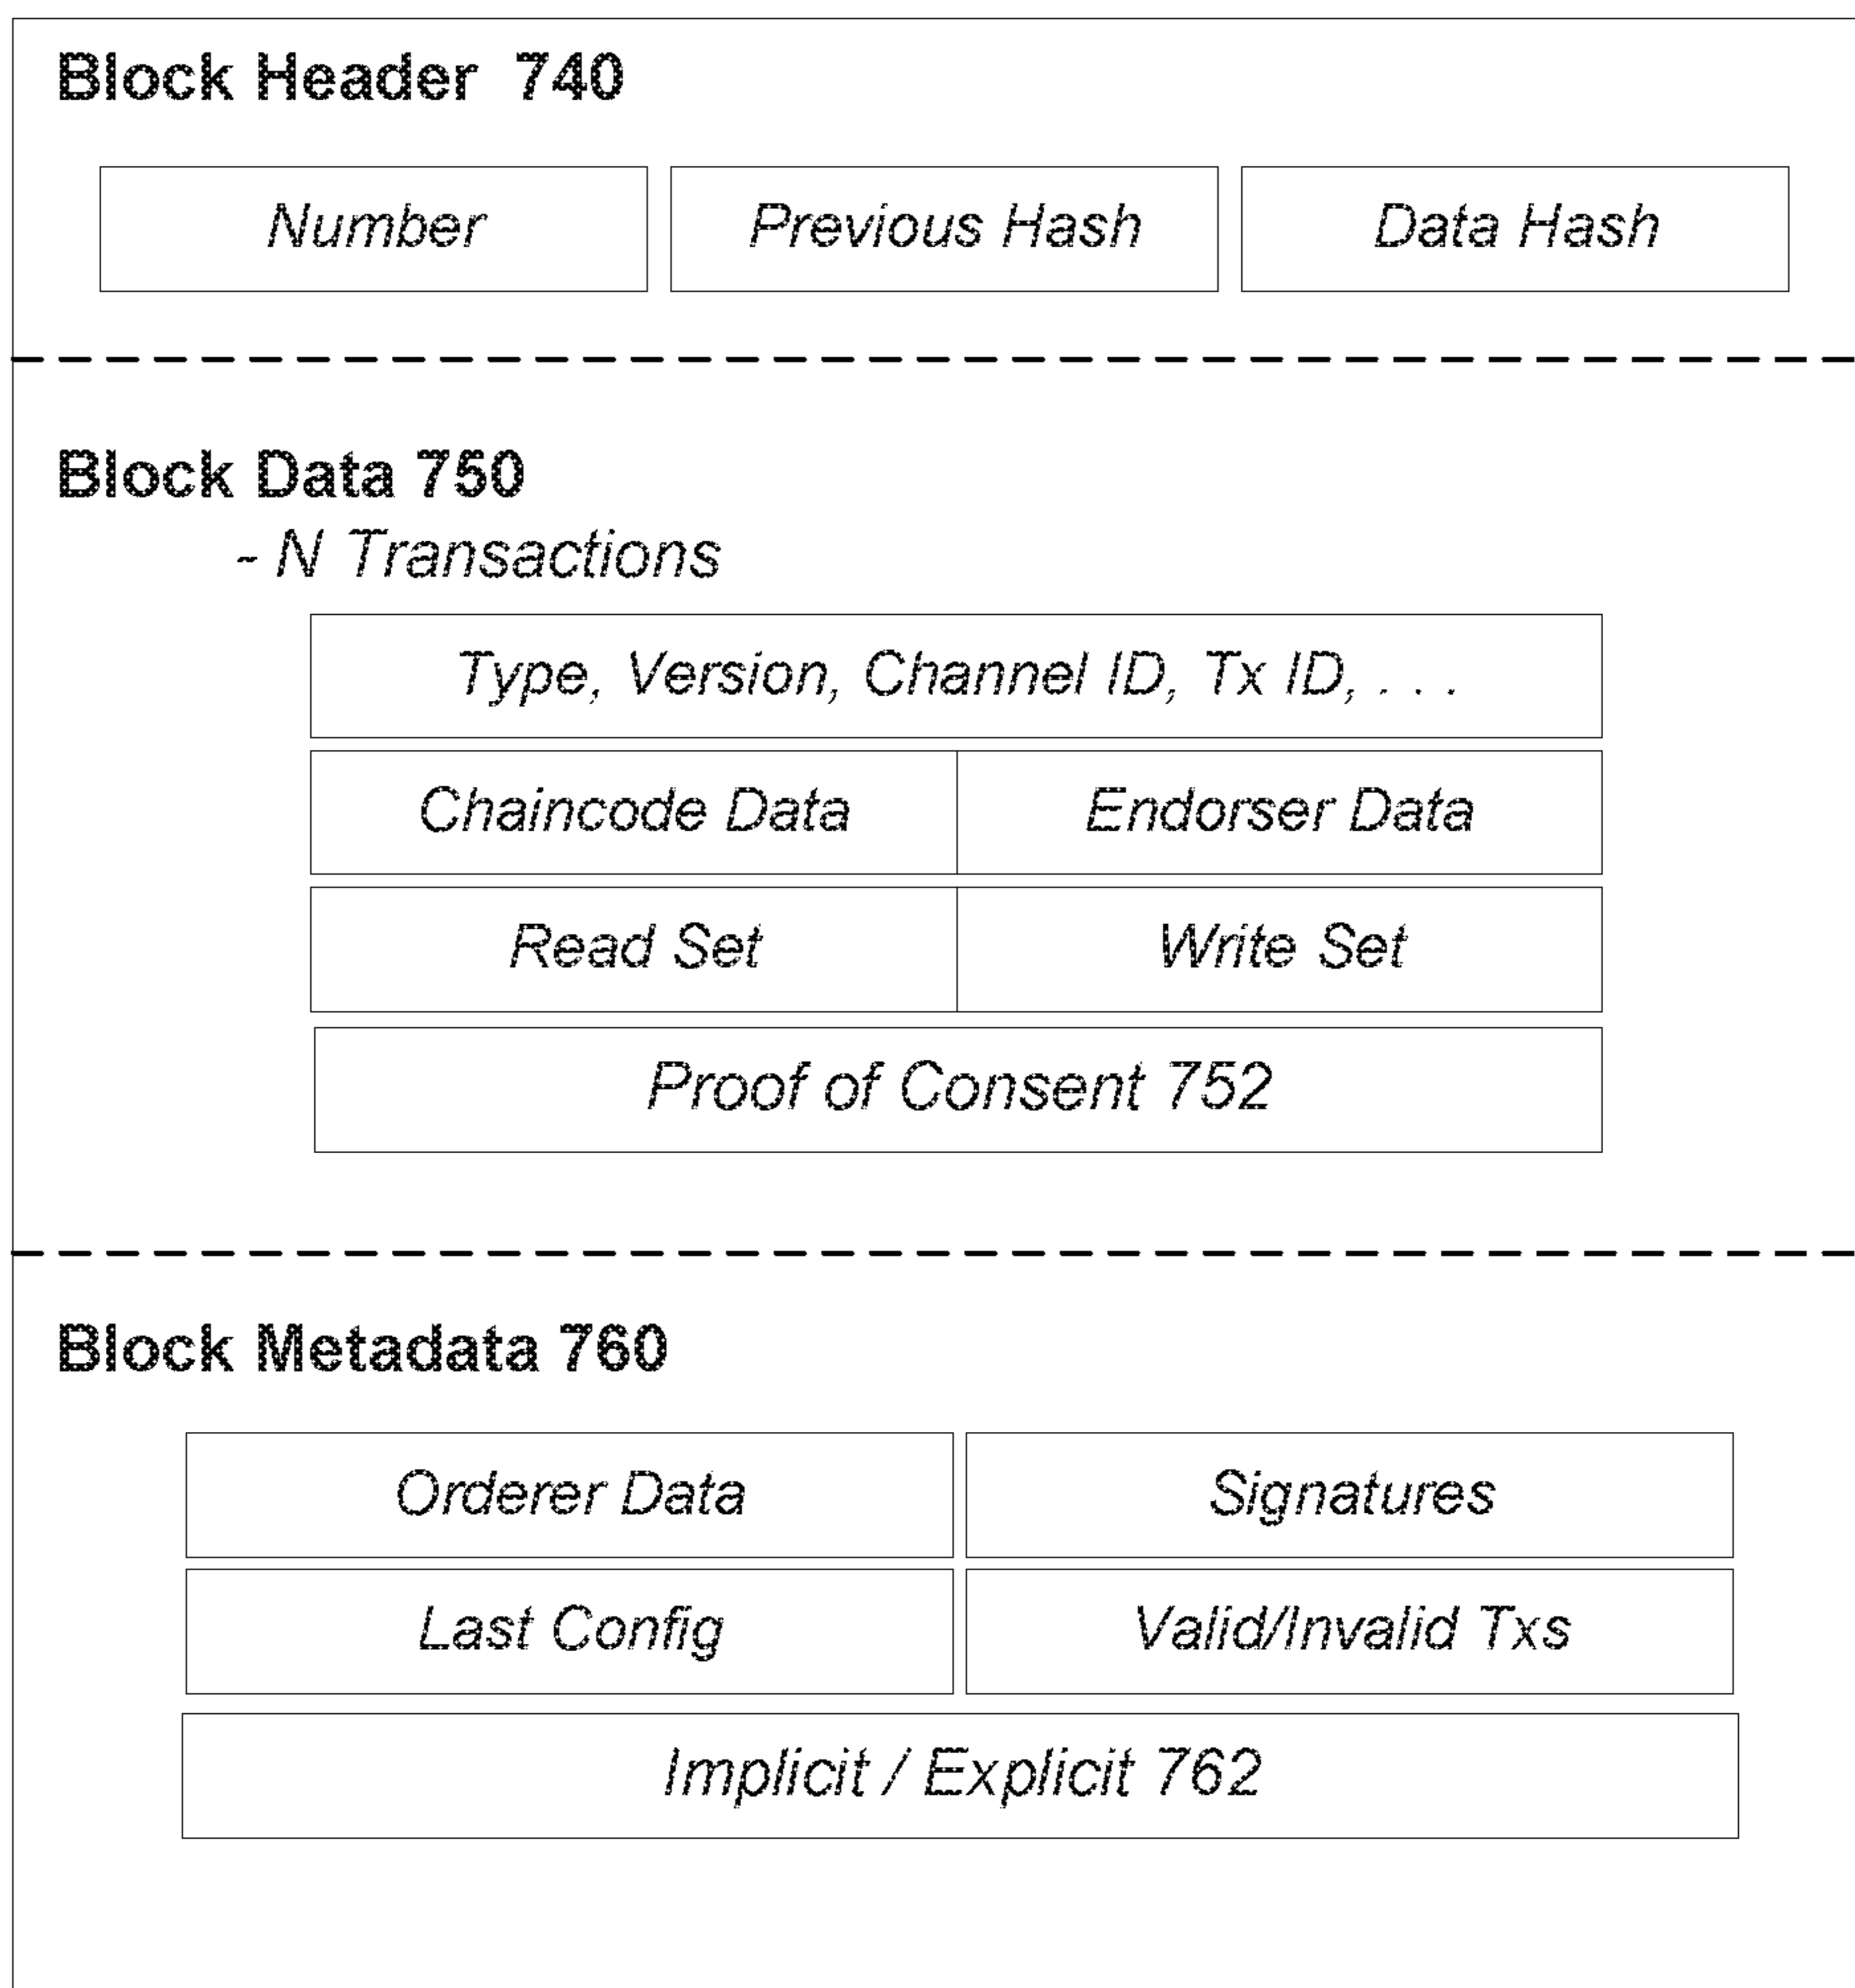 Block Header 740
Number Previous Hash Data Hash
Block Data 750
- N Transactions
Type, Version, Channel ID, Tx ID, . . .
Chaincode Data Endorser Data
Read Set Write Set
Proof of Consent 752
Block Metadata 760
Orderer Data Signatures
Last Config Valid/Invalid Txs
Implicit / Explicit 762